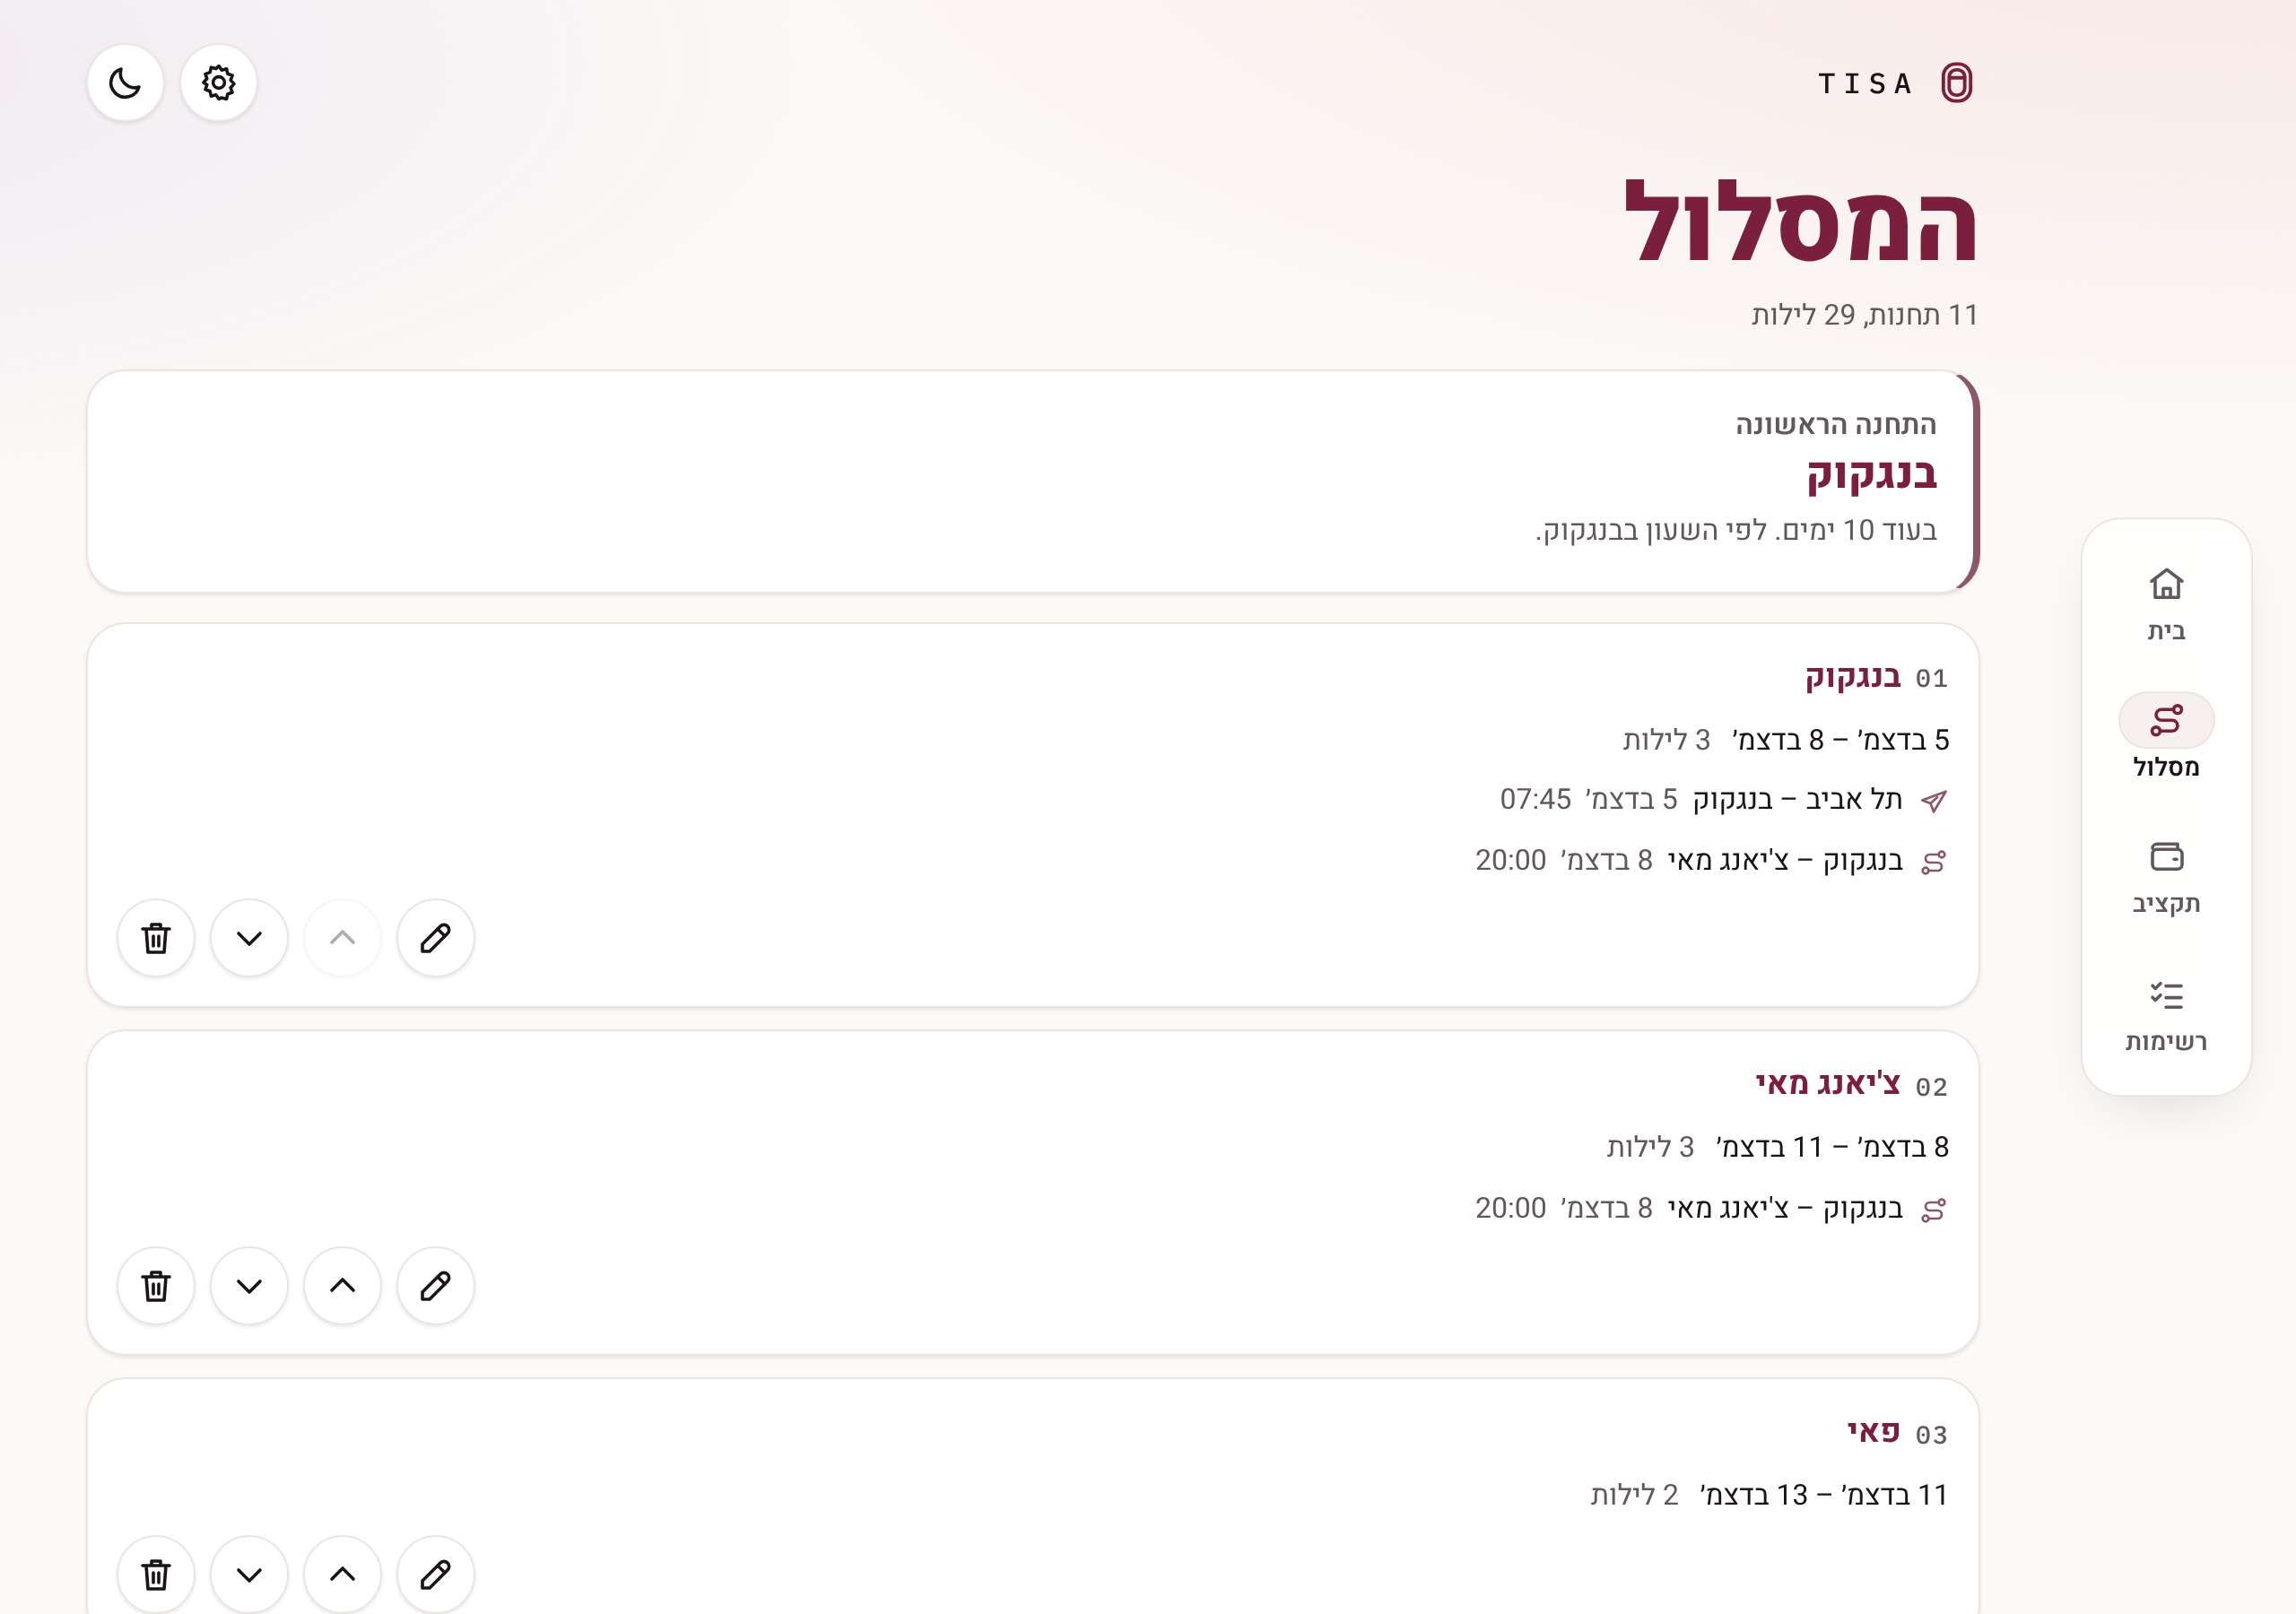 TISA
המסלול
11 תחנות, 29 לילות
התחנה הראשונה
בנגקוק
בעוד 10 ימים. לפי השעון בבנגקוק.
01 בנגקוק
5 בדצמ׳ – 8 בדצמ׳ 3 לילות
תל אביב – בנגקוק 5 בדצמ׳ 07:45
בנגקוק – צ'יאנג מאי 8 בדצמ׳ 20:00
02 צ'יאנג מאי
8 בדצמ׳ – 11 בדצמ׳ 3 לילות
בנגקוק – צ'יאנג מאי 8 בדצמ׳ 20:00
03 פאי
11 בדצמ׳ – 13 בדצמ׳ 2 לילות
בית
מסלול
תקציב
רשימות